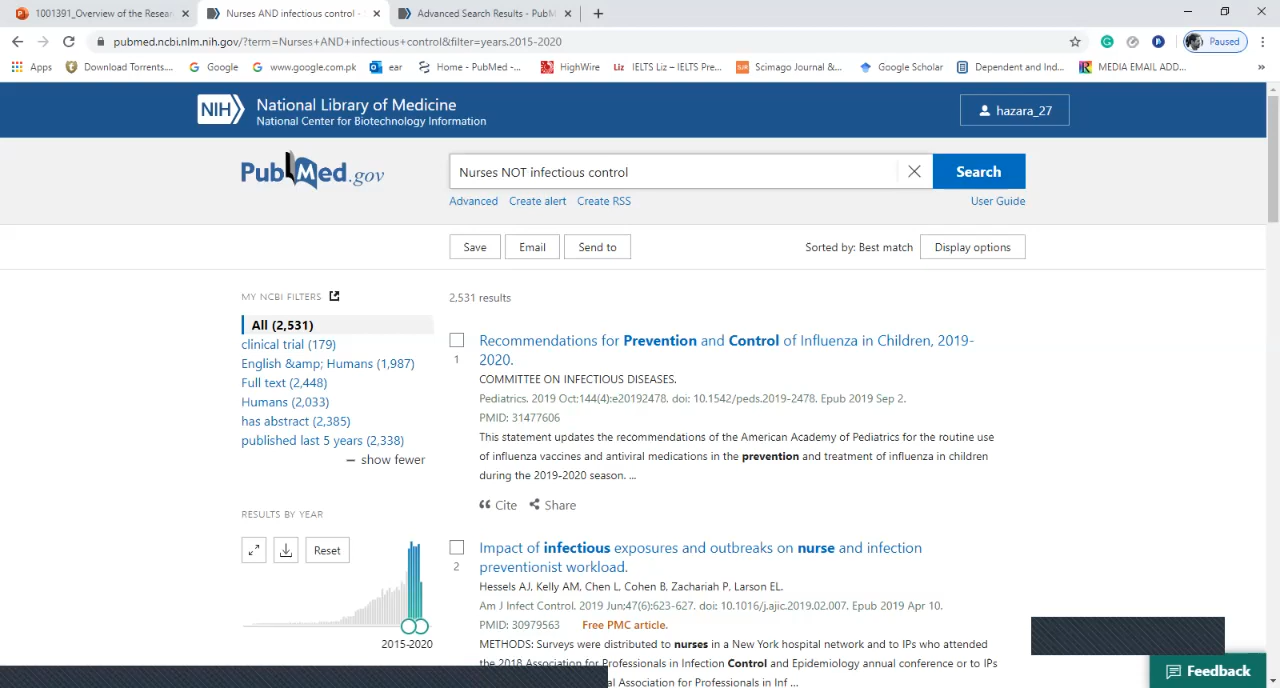 1001391_Overview of the Resear
Nurses AND infectious control -
Advanced Search Results - PubM
pubmed.ncbi.nlm.nih.gov/?term=Nurses+AND+infectious+control&filter=years.2015-2020
Paused
Apps
Download Torrents....
Google
www.google.com.pk
ear
Home - PubMed -...
HighWire
Liz IELTS Liz – IELTS Pre...
Scimago Journal &...
Google Scholar
Dependent and Ind...
MEDIA EMAIL ADD...
»
NIH
National Library of Medicine
National Center for Biotechnology Information
hazara_27
PubMed.gov
Nurses NOT infectious control
Search
Advanced
Create alert
Create RSS
User Guide
Save
Email
Send to
Sorted by: Best match
Display options
MY NCBI FILTERS
2,531 results
All (2,531)
clinical trial (179)
English &amp; Humans (1,987)
Full text (2,448)
Humans (2,033)
has abstract (2,385)
published last 5 years (2,338)
— show fewer
RESULTS BY YEAR
Reset
2015-2020
1
Recommendations for Prevention and Control of Influenza in Children, 2019-
2020.
COMMITTEE ON INFECTIOUS DISEASES.
Pediatrics. 2019 Oct;144(4):e20192478. doi: 10.1542/peds.2019-2478. Epub 2019 Sep 2.
PMID: 31477606
This statement updates the recommendations of the American Academy of Pediatrics for the routine use
of influenza vaccines and antiviral medications in the prevention and treatment of influenza in children
during the 2019-2020 season. ...
Cite
Share
2
Impact of infectious exposures and outbreaks on nurse and infection
preventionist workload.
Hessels AJ, Kelly AM, Chen L, Cohen B, Zachariah P, Larson EL.
Am J Infect Control. 2019 Jun;47(6):623-627. doi: 10.1016/j.ajic.2019.02.007. Epub 2019 Apr 10.
PMID: 30979563
Free PMC article.
METHODS: Surveys were distributed to nurses in a New York hospital network and to IPs who attended
the 2018 Association for Professionals in Infection Control and Epidemiology annual conference or to IPs
al Association for Professionals in Inf ...
Feedback